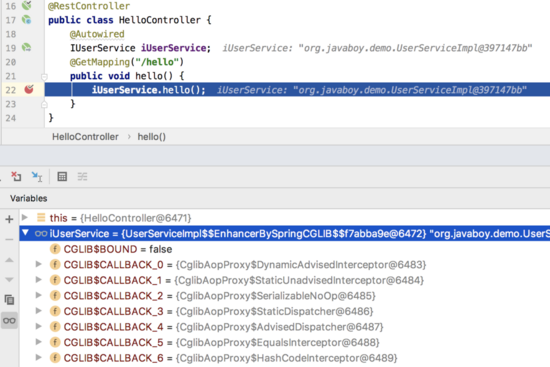 16 @RestController
17 public class HelloController {
18 @Autowired
19 IUserService iUserService; iUserService: "org.javaboy.demo.UserServiceImpl@397147bb"
20 @GetMapping("/hello")
21 public void hello() {
22 iUserService.hello(); iUserService: "org.javaboy.demo.UserServiceImpl@397147bb"
23 }
24 }
HelloController › hello()
Variables
this = {HelloController@6471}
iUserService = {UserServiceImpl$$EnhancerBySpringCGLIB$$f7abba9e@6472} "org.javaboy.demo.UserS
f CGLIB$BOUND = false
f CGLIB$CALLBACK_0 = {CglibAopProxy$DynamicAdvisedInterceptor@6483}
f CGLIB$CALLBACK_1 = {CglibAopProxy$StaticUnadvisedInterceptor@6484}
f CGLIB$CALLBACK_2 = {CglibAopProxy$SerializableNoOp@6485}
f CGLIB$CALLBACK_3 = {CglibAopProxy$StaticDispatcher@6486}
f CGLIB$CALLBACK_4 = {CglibAopProxy$AdvisedDispatcher@6487}
f CGLIB$CALLBACK_5 = {CglibAopProxy$EqualsInterceptor@6488}
f CGLIB$CALLBACK_6 = {CglibAopProxy$HashCodeInterceptor@6489}